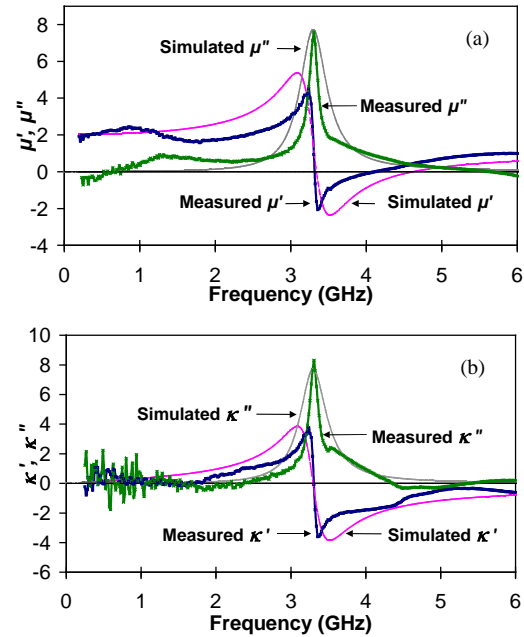 (a)
Simulated μ"
Measured μ"
Measured μ'
Simulated μ'
μ', μ"
8
6
4
2
0
-2
-4
0 1 2 3 4 5 6
Frequency (GHz)
(b)
Simulated κ"
Measured κ"
Measured κ'
Simulated κ'
κ', κ"
10
8
6
4
2
0
-2
-4
-6
0 1 2 3 4 5 6
Frequency (GHz)